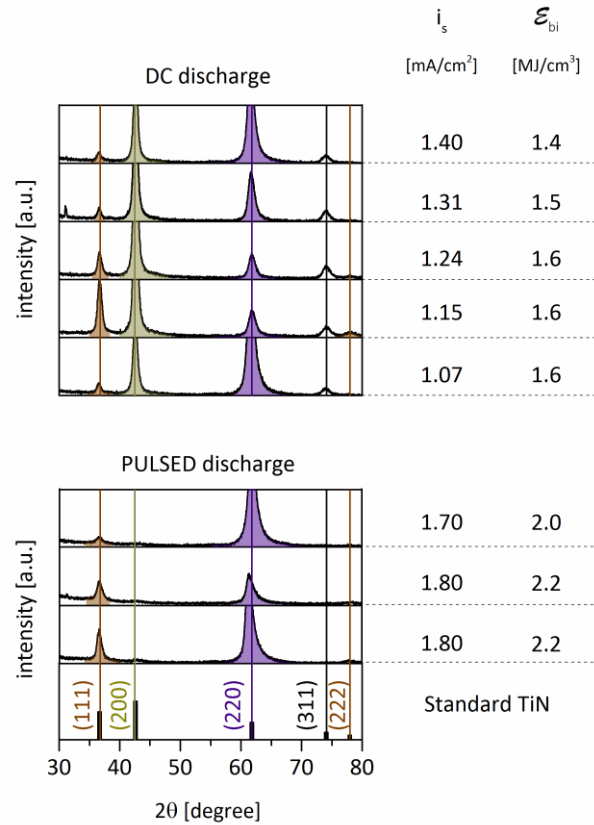 iₛ ℰ_bi
[mA/cm²] [MJ/cm³]
DC discharge
intensity [a.u.]
1.40 1.4
1.31 1.5
1.24 1.6
1.15 1.6
1.07 1.6
PULSED discharge
intensity [a.u.]
1.70 2.0
1.80 2.2
1.80 2.2
(111) (200) (220) (311) (222)
Standard TiN
30 40 50 60 70 80
2θ [degree]